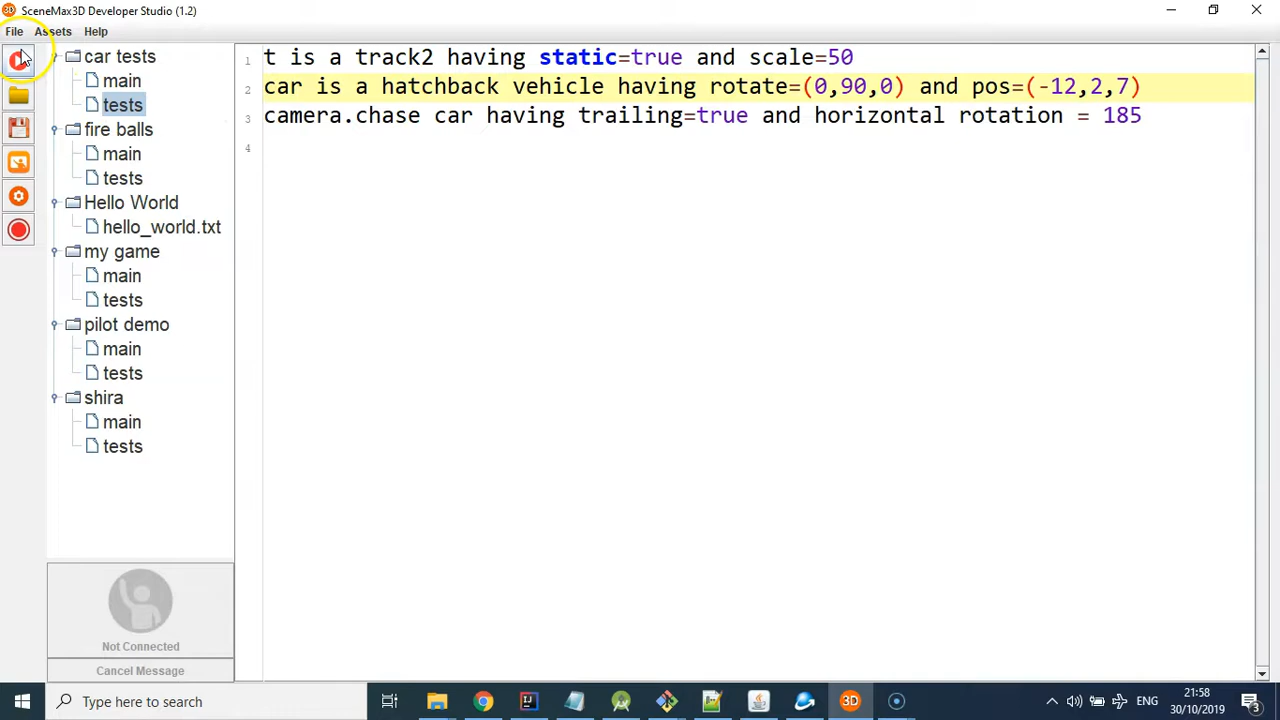 SceneMax3D Developer Studio (1.2)
File Assets Help
car tests
main
tests
fire balls
main
tests
Hello World
hello_world.txt
my game
main
tests
pilot demo
main
tests
shira
main
tests
Not Connected
Cancel Message
1 t is a track2 having static=true and scale=50
2 car is a hatchback vehicle having rotate=(0,90,0) and pos=(-12,2,7)
3 camera.chase car having trailing=true and horizontal rotation = 185
4
Type here to search
3D
ENG
21:58
30/10/2019
3